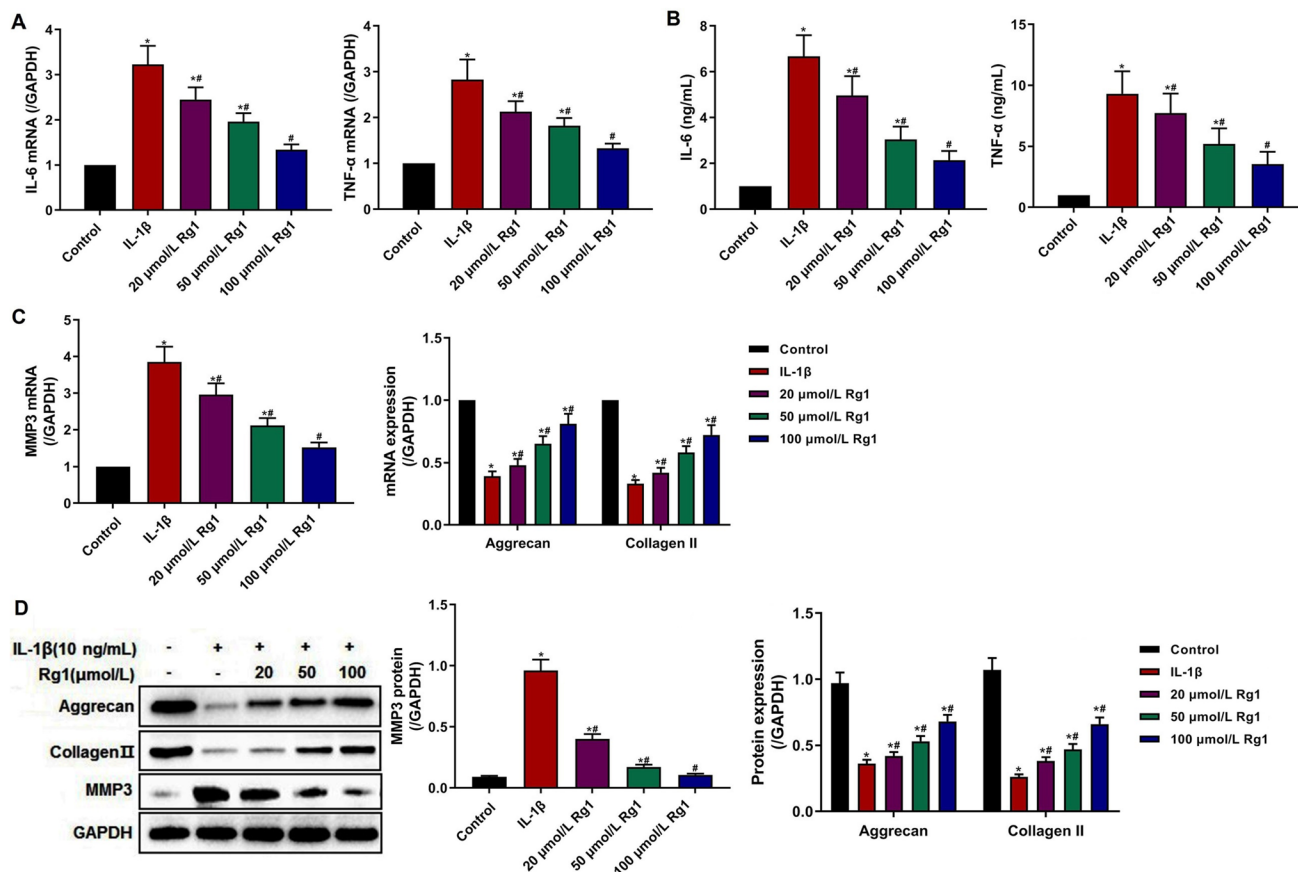 A
IL-6 mRNA (/GAPDH)
4
3
2
1
0
*
*#
*#
#
Control
IL-1β
20 μmol/L Rg1
50 μmol/L Rg1
100 μmol/L Rg1
TNF-α mRNA (/GAPDH)
4
3
2
1
0
*
*#
*#
#
Control
IL-1β
20 μmol/L Rg1
50 μmol/L Rg1
100 μmol/L Rg1
B
IL-6 (ng/mL)
8
6
4
2
0
*
*#
*#
#
Control
IL-1β
20 μmol/L Rg1
50 μmol/L Rg1
100 μmol/L Rg1
TNF-α (ng/mL)
15
10
5
0
*
*#
*#
#
Control
IL-1β
20 μmol/L Rg1
50 μmol/L Rg1
100 μmol/L Rg1
C
MMP3 mRNA
(/GAPDH)
5
4
3
2
1
0
*
*#
*#
#
Control
IL-1β
20 μmol/L Rg1
50 μmol/L Rg1
100 μmol/L Rg1
mRNA expression
(/GAPDH)
1.5
1.0
0.5
0.0
*
*#
*#
*#
*
*#
*#
*#
Aggrecan
Collagen II
Control
IL-1β
20 μmol/L Rg1
50 μmol/L Rg1
100 μmol/L Rg1
D
IL-1β(10 ng/mL) - + + + +
Rg1(μmol/L) - - 20 50 100
Aggrecan
Collagen II
MMP3
GAPDH
MMP3 protein
(/GAPDH)
1.5
1.0
0.5
0.0
*
*#
*#
#
Control
IL-1β
20 μmol/L Rg1
50 μmol/L Rg1
100 μmol/L Rg1
Protein expression
(/GAPDH)
1.5
1.0
0.5
0.0
*
*#
*#
*#
*
*#
*#
*#
Aggrecan
Collagen II
Control
IL-1β
20 μmol/L Rg1
50 μmol/L Rg1
100 μmol/L Rg1